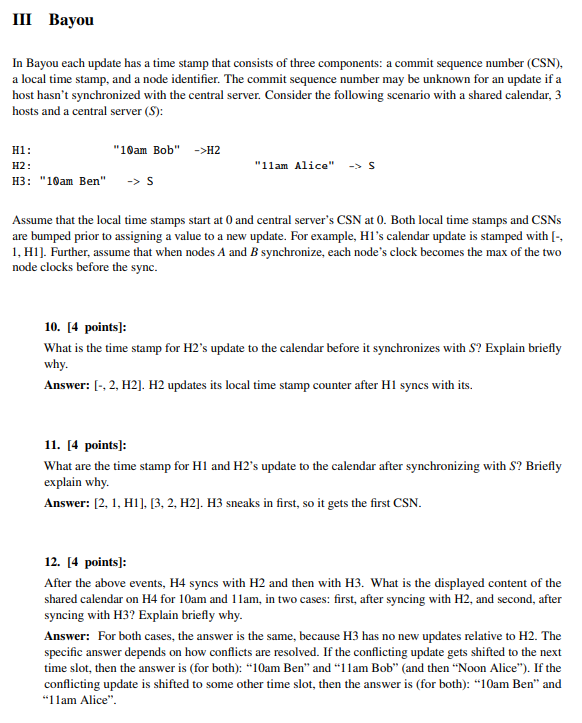 III Bayou
In Bayou each update has a time stamp that consists of three components: a commit sequence number (CSN),
a local time stamp, and a node identifier. The commit sequence number may be unknown for an update if a
host hasn't synchronized with the central server. Consider the following scenario with a shared calendar, 3
hosts and a central server (S):
H1: "10am Bob" ->H2
H2: "11am Alice" -> S
H3: "10am Ben" -> S
Assume that the local time stamps start at 0 and central server's CSN at 0. Both local time stamps and CSNs
are bumped prior to assigning a value to a new update. For example, H1's calendar update is stamped with [-,
1, H1]. Further, assume that when nodes A and B synchronize, each node's clock becomes the max of the two
node clocks before the sync.
10. [4 points]:
What is the time stamp for H2's update to the calendar before it synchronizes with S? Explain briefly
why.
Answer: [-, 2, H2]. H2 updates its local time stamp counter after H1 syncs with its.
11. [4 points]:
What are the time stamp for H1 and H2's update to the calendar after synchronizing with S? Briefly
explain why.
Answer: [2, 1, H1], [3, 2, H2]. H3 sneaks in first, so it gets the first CSN.
12. [4 points]:
After the above events, H4 syncs with H2 and then with H3. What is the displayed content of the
shared calendar on H4 for 10am and 11am, in two cases: first, after syncing with H2, and second, after
syncing with H3? Explain briefly why.
Answer: For both cases, the answer is the same, because H3 has no new updates relative to H2. The
specific answer depends on how conflicts are resolved. If the conflicting update gets shifted to the next
time slot, then the answer is (for both): "10am Ben" and "11am Bob" (and then "Noon Alice"). If the
conflicting update is shifted to some other time slot, then the answer is (for both): "10am Ben" and
"11am Alice".